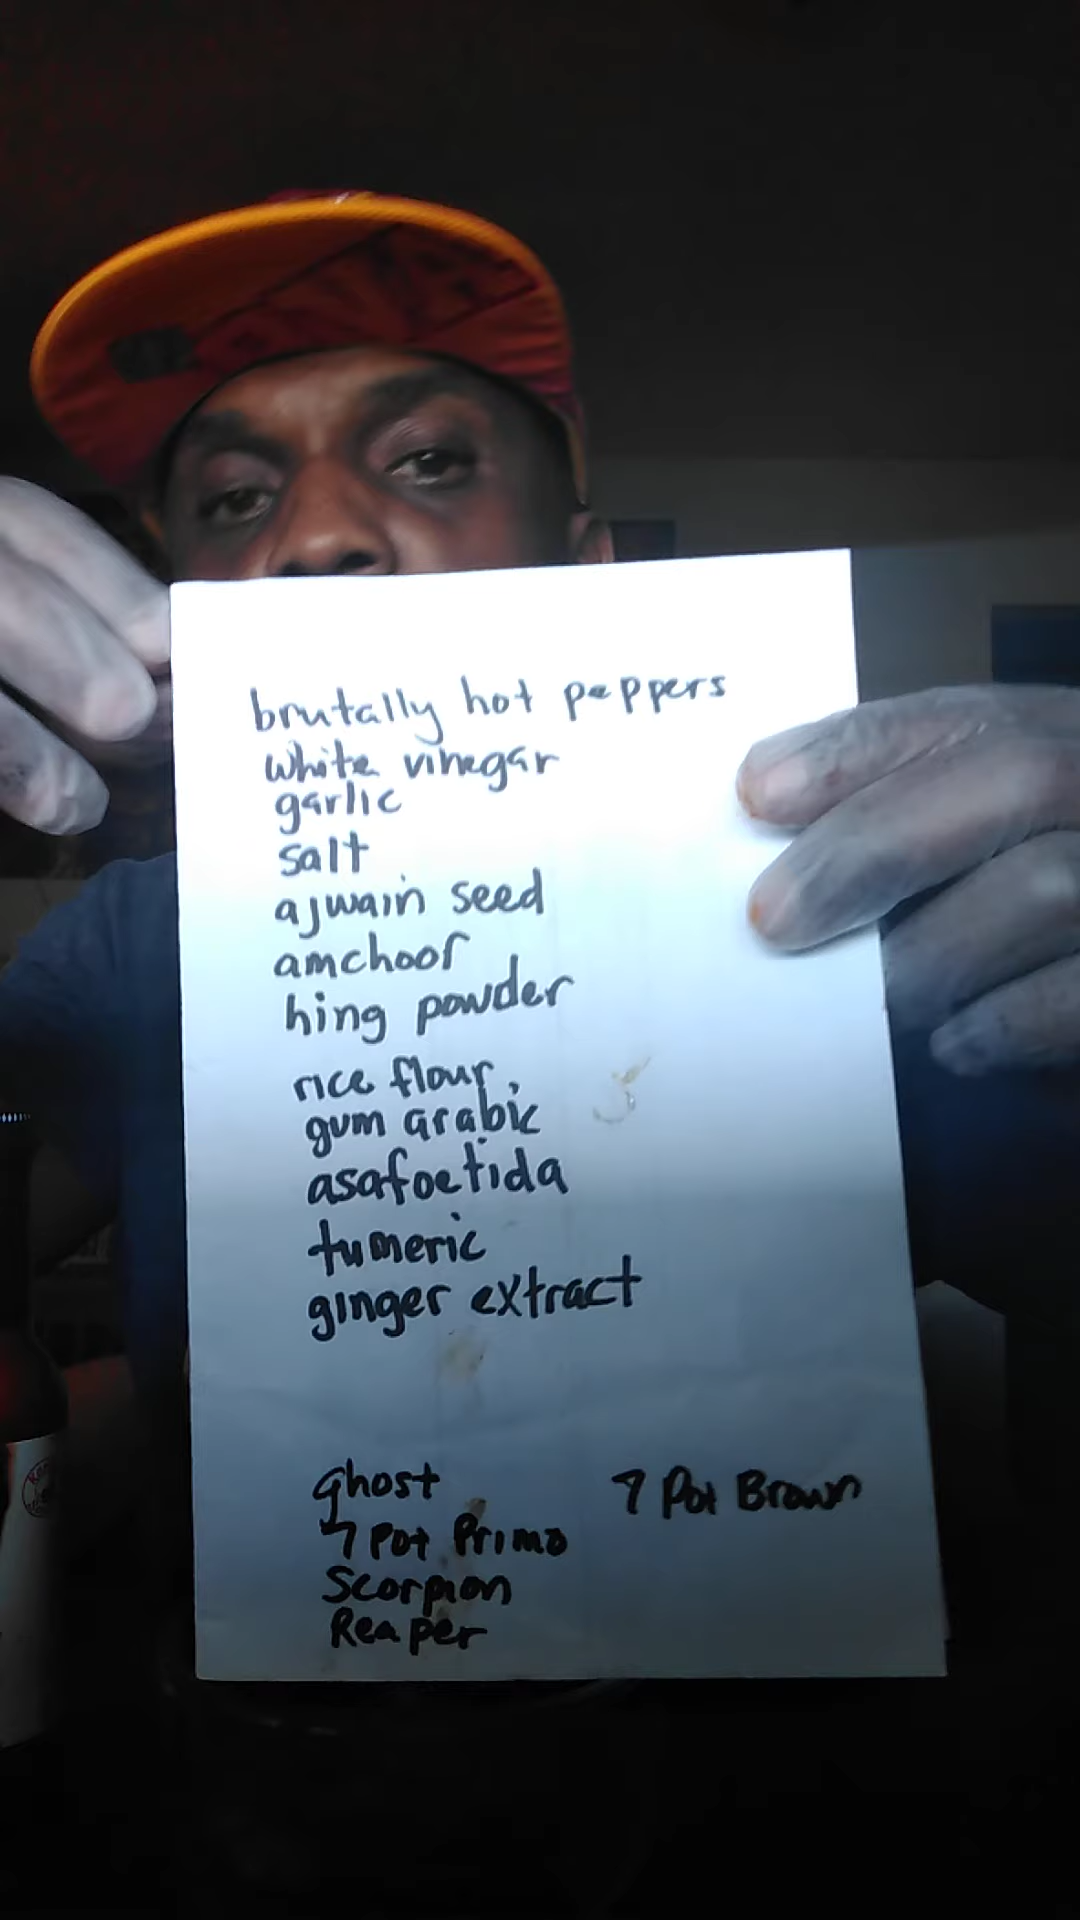 brutally hot peppers
white vinegar
garlic
salt
ajwain seed
amchoor
hing powder
rice flour
gum arabic
asafoetida
tumeric
ginger extract
ghost
7 Pot Primo
Scorpion
Reaper
7 Pot Brown